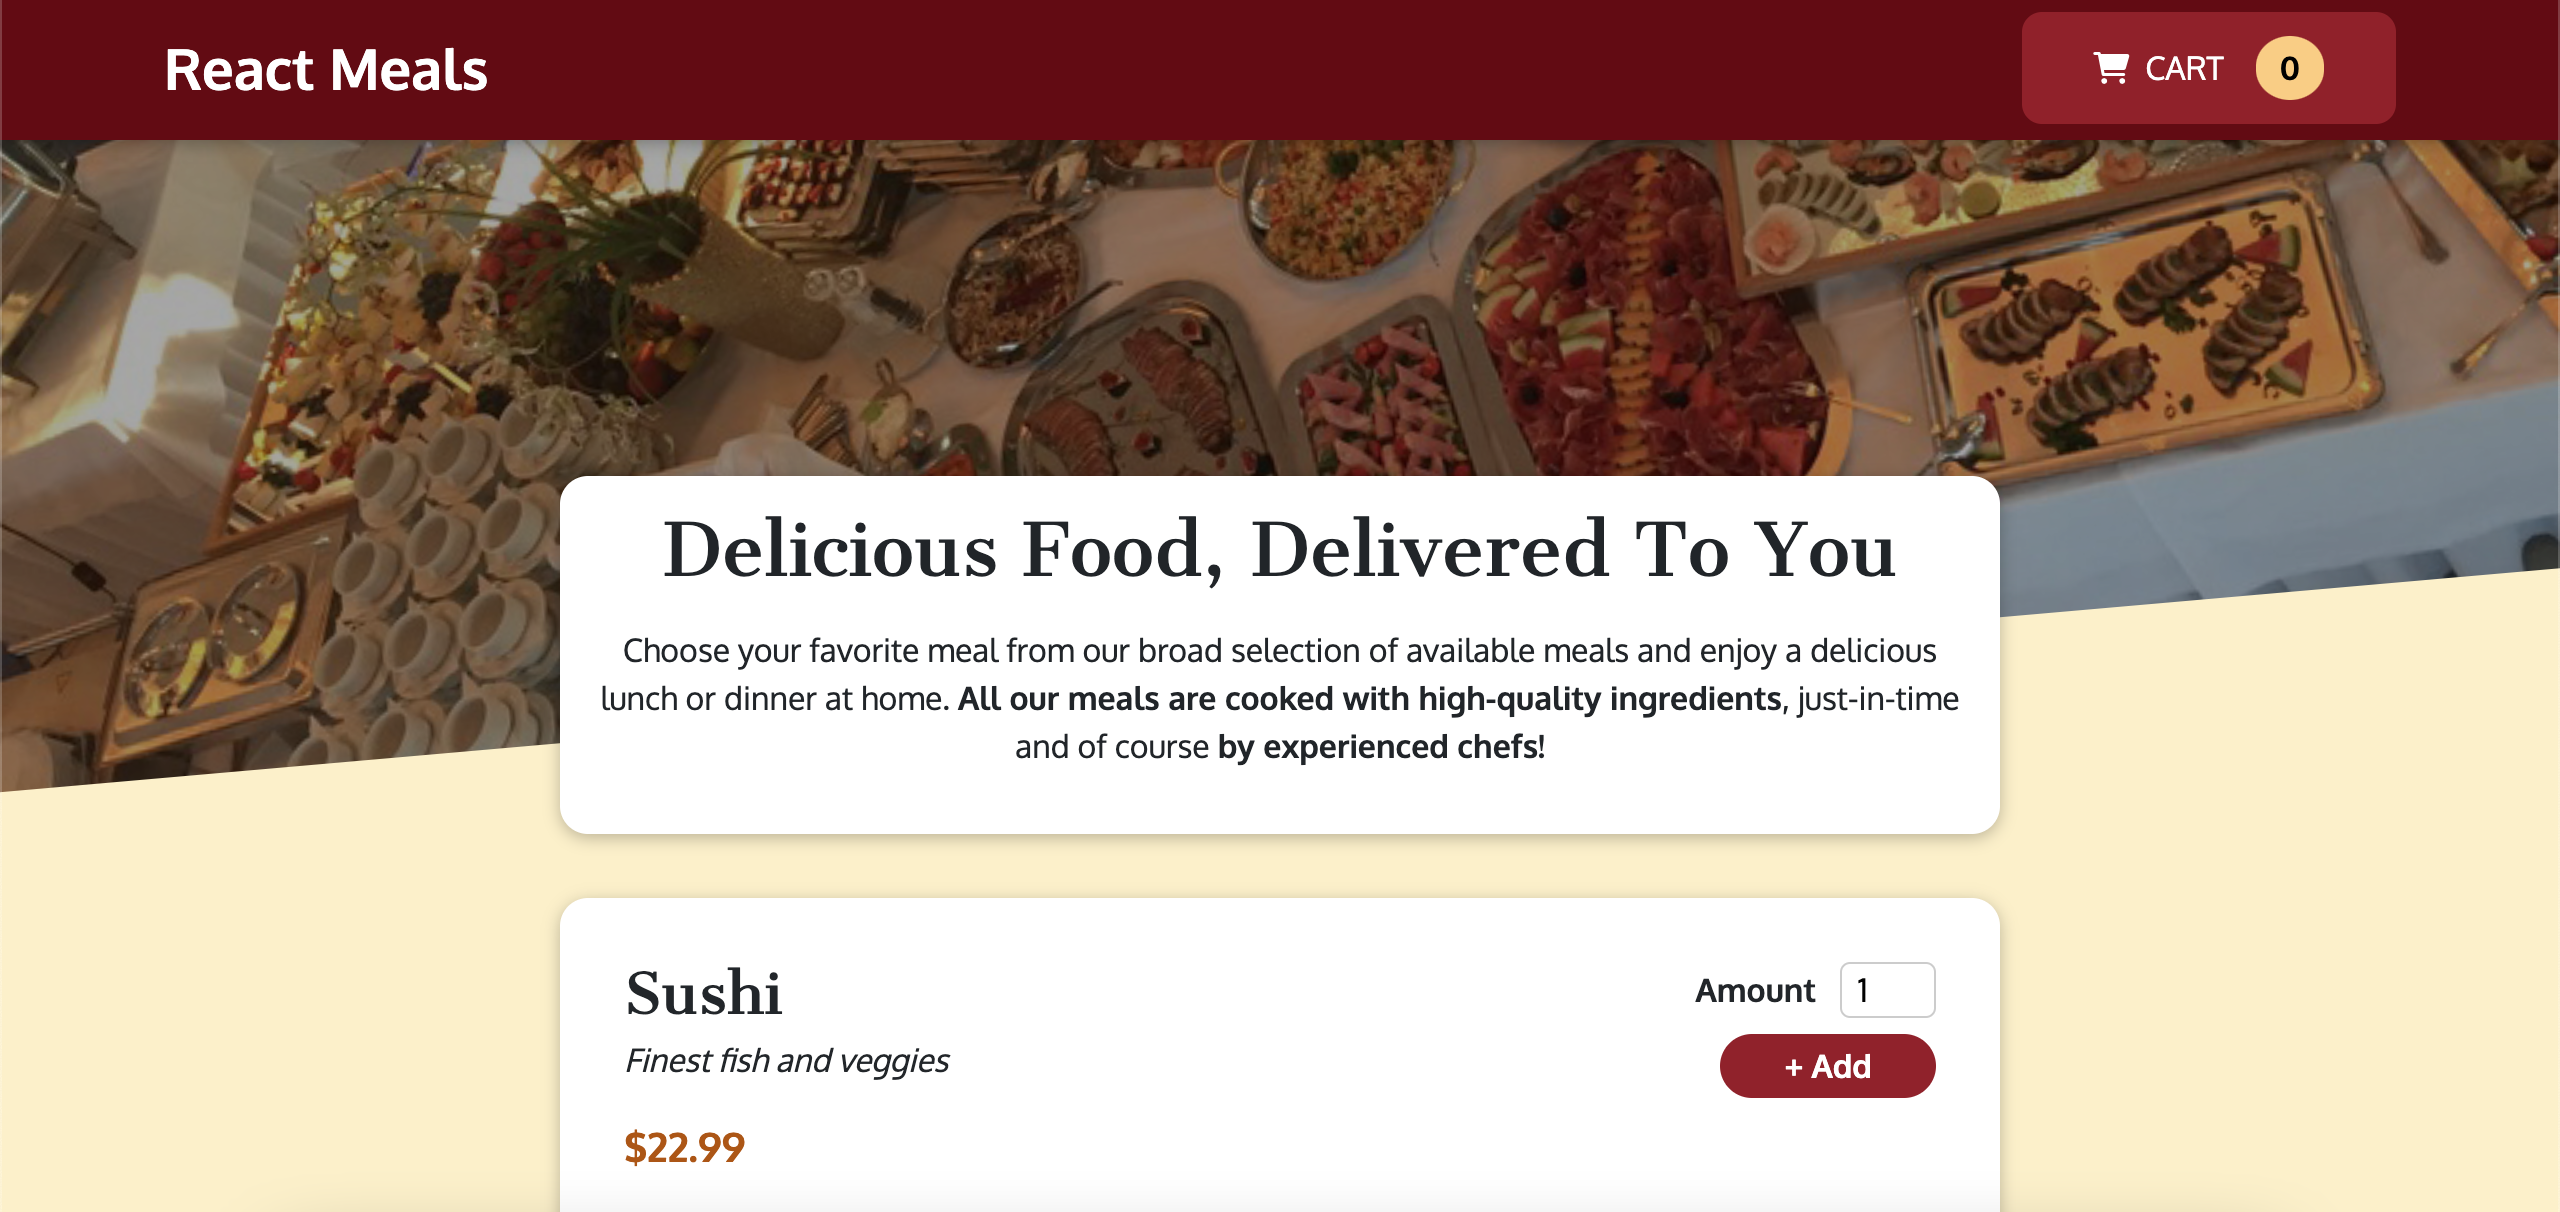 React Meals
CART 0
Delicious Food, Delivered To You
Choose your favorite meal from our broad selection of available meals and enjoy a delicious
lunch or dinner at home. All our meals are cooked with high-quality ingredients, just-in-time
and of course by experienced chefs!
Sushi
Amount 1
Finest fish and veggies
+ Add
$22.99